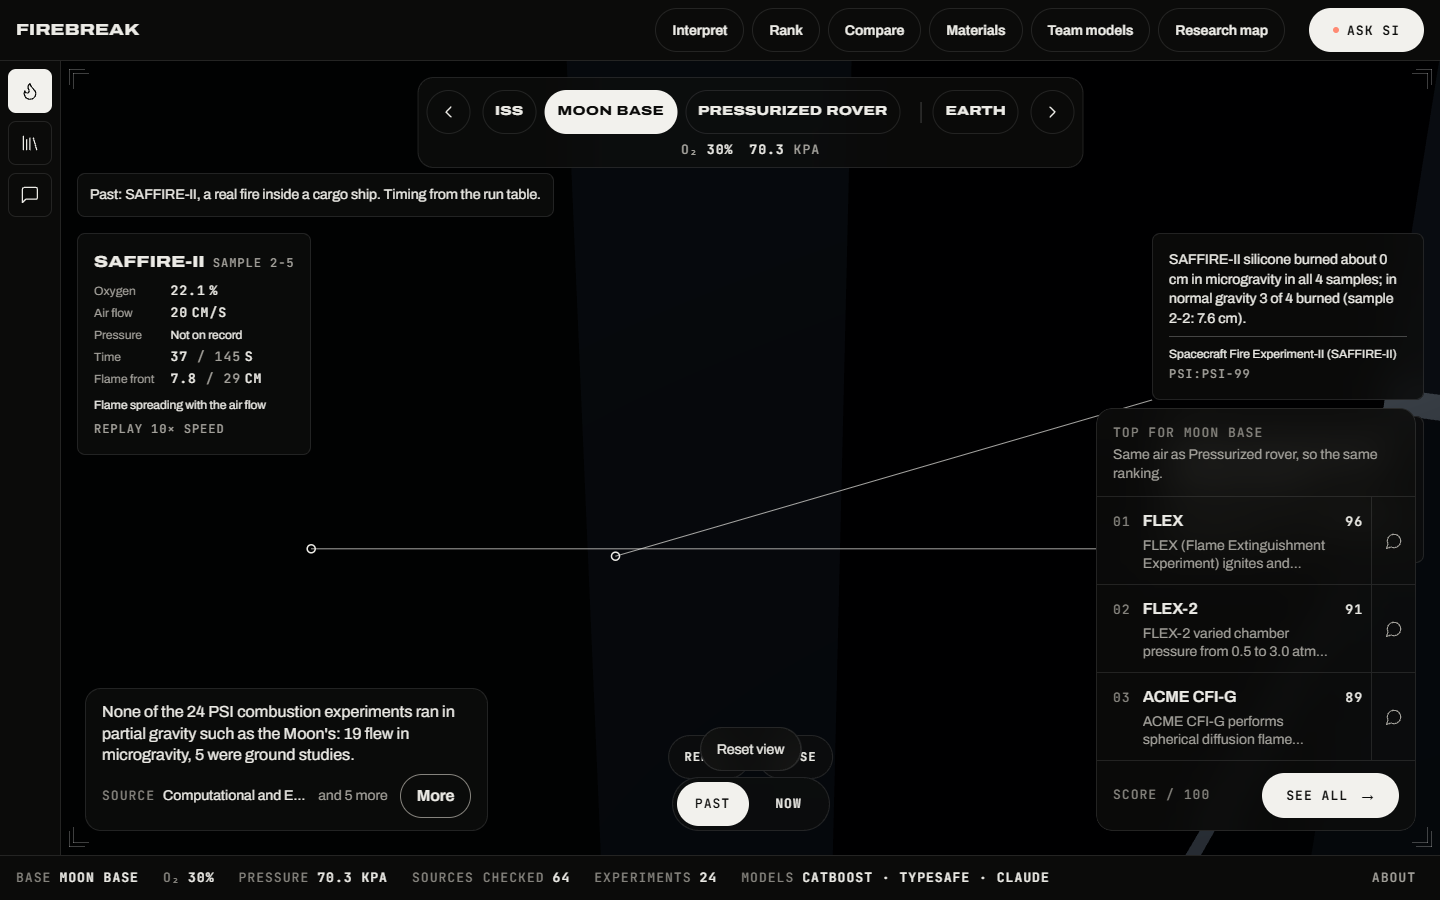 FIREBREAK
Interpret
Rank
Compare
Materials
Team models
Research map
ASK SI
ISS
MOON BASE
PRESSURIZED ROVER
EARTH
O₂ 30% 70.3 KPA
Past: SAFFIRE-II, a real fire inside a cargo ship. Timing from the run table.
SAFFIRE-II SAMPLE 2-5
Oxygen 22.1 %
Air flow 20 CM/S
Pressure Not on record
Time 37 / 145 S
Flame front 7.8 / 29 CM
Flame spreading with the air flow
REPLAY 10× SPEED
SAFFIRE-II silicone burned about 0
cm in microgravity in all 4 samples; in
normal gravity 3 of 4 burned (sample
2-2: 7.6 cm).
Spacecraft Fire Experiment-II (SAFFIRE-II)
PSI:PSI-99
TOP FOR MOON BASE
Same air as Pressurized rover, so the same
ranking.
01 FLEX 96
FLEX (Flame Extinguishment
Experiment) ignites and...
02 FLEX-2 91
FLEX-2 varied chamber
pressure from 0.5 to 3.0 atm...
03 ACME CFI-G 89
ACME CFI-G performs
spherical diffusion flame...
SCORE / 100
SEE ALL →
None of the 24 PSI combustion experiments ran in
partial gravity such as the Moon's: 19 flew in
microgravity, 5 were ground studies.
SOURCE Computational and E... and 5 more
More
Reset view
PAST
NOW
BASE MOON BASE O₂ 30% PRESSURE 70.3 KPA SOURCES CHECKED 64 EXPERIMENTS 24 MODELS CATBOOST · TYPESAFE · CLAUDE
ABOUT